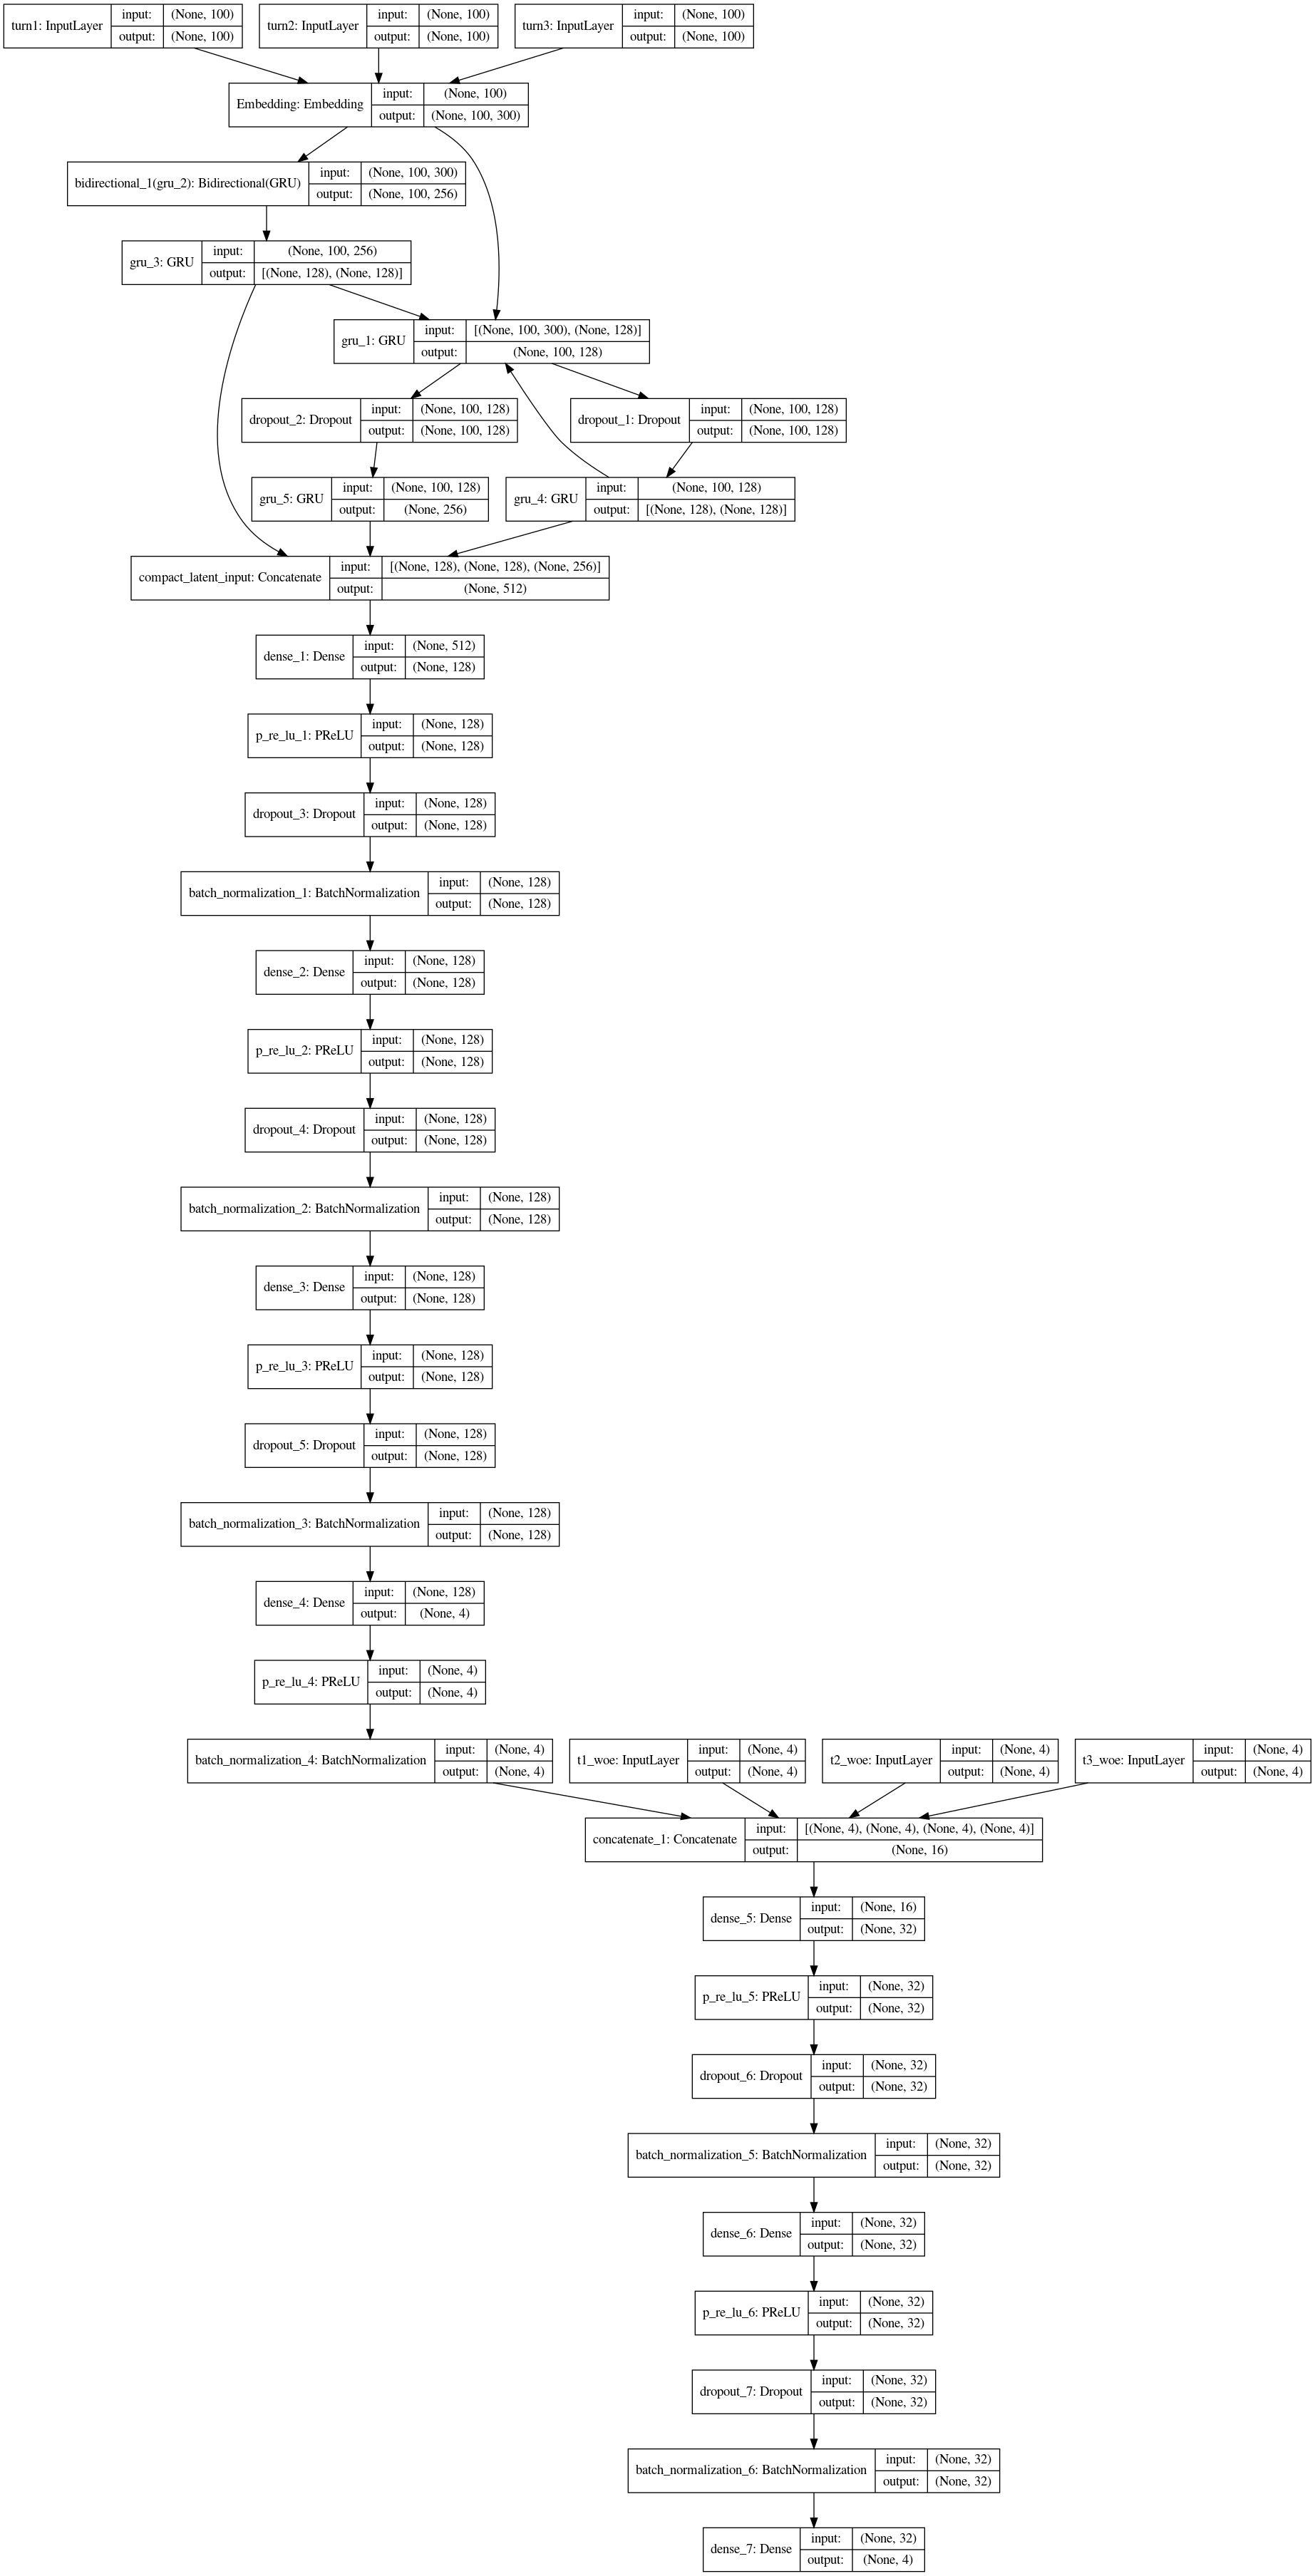 turn1: InputLayer input: (None, 100) output: (None, 100)
turn2: InputLayer input: (None, 100) output: (None, 100)
turn3: InputLayer input: (None, 100) output: (None, 100)
Embedding: Embedding input: (None, 100) output: (None, 100, 300)
bidirectional_1(gru_2): Bidirectional(GRU) input: (None, 100, 300) output: (None, 100, 256)
gru_3: GRU input: (None, 100, 256) output: [(None, 128), (None, 128)]
gru_1: GRU input: [(None, 100, 300), (None, 128)] output: (None, 100, 128)
dropout_2: Dropout input: (None, 100, 128) output: (None, 100, 128)
dropout_1: Dropout input: (None, 100, 128) output: (None, 100, 128)
gru_5: GRU input: (None, 100, 128) output: (None, 256)
gru_4: GRU input: (None, 100, 128) output: [(None, 128), (None, 128)]
compact_latent_input: Concatenate input: [(None, 128), (None, 128), (None, 256)] output: (None, 512)
dense_1: Dense input: (None, 512) output: (None, 128)
p_re_lu_1: PReLU input: (None, 128) output: (None, 128)
dropout_3: Dropout input: (None, 128) output: (None, 128)
batch_normalization_1: BatchNormalization input: (None, 128) output: (None, 128)
dense_2: Dense input: (None, 128) output: (None, 128)
p_re_lu_2: PReLU input: (None, 128) output: (None, 128)
dropout_4: Dropout input: (None, 128) output: (None, 128)
batch_normalization_2: BatchNormalization input: (None, 128) output: (None, 128)
dense_3: Dense input: (None, 128) output: (None, 128)
p_re_lu_3: PReLU input: (None, 128) output: (None, 128)
dropout_5: Dropout input: (None, 128) output: (None, 128)
batch_normalization_3: BatchNormalization input: (None, 128) output: (None, 128)
dense_4: Dense input: (None, 128) output: (None, 4)
p_re_lu_4: PReLU input: (None, 4) output: (None, 4)
batch_normalization_4: BatchNormalization input: (None, 4) output: (None, 4)
t1_woe: InputLayer input: (None, 4) output: (None, 4)
t2_woe: InputLayer input: (None, 4) output: (None, 4)
t3_woe: InputLayer input: (None, 4) output: (None, 4)
concatenate_1: Concatenate input: [(None, 4), (None, 4), (None, 4), (None, 4)] output: (None, 16)
dense_5: Dense input: (None, 16) output: (None, 32)
p_re_lu_5: PReLU input: (None, 32) output: (None, 32)
dropout_6: Dropout input: (None, 32) output: (None, 32)
batch_normalization_5: BatchNormalization input: (None, 32) output: (None, 32)
dense_6: Dense input: (None, 32) output: (None, 32)
p_re_lu_6: PReLU input: (None, 32) output: (None, 32)
dropout_7: Dropout input: (None, 32) output: (None, 32)
batch_normalization_6: BatchNormalization input: (None, 32) output: (None, 32)
dense_7: Dense input: (None, 32) output: (None, 4)